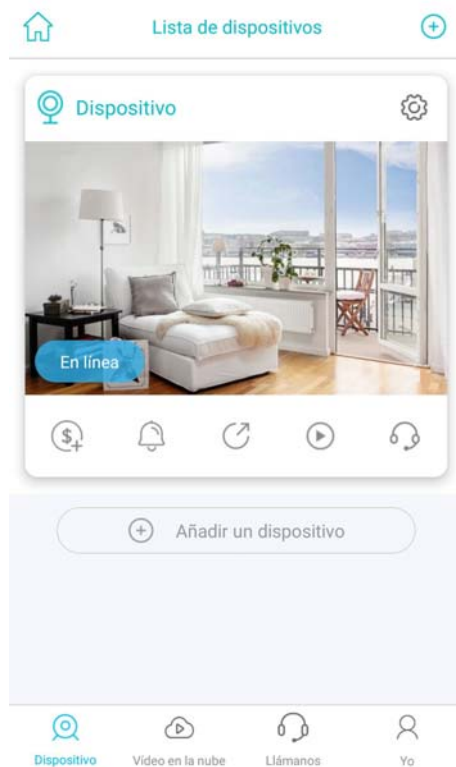 Lista de dispositivos
Dispositivo
En línea
Añadir un dispositivo
Dispositivo
Vídeo en la nube
Llámanos
Yo